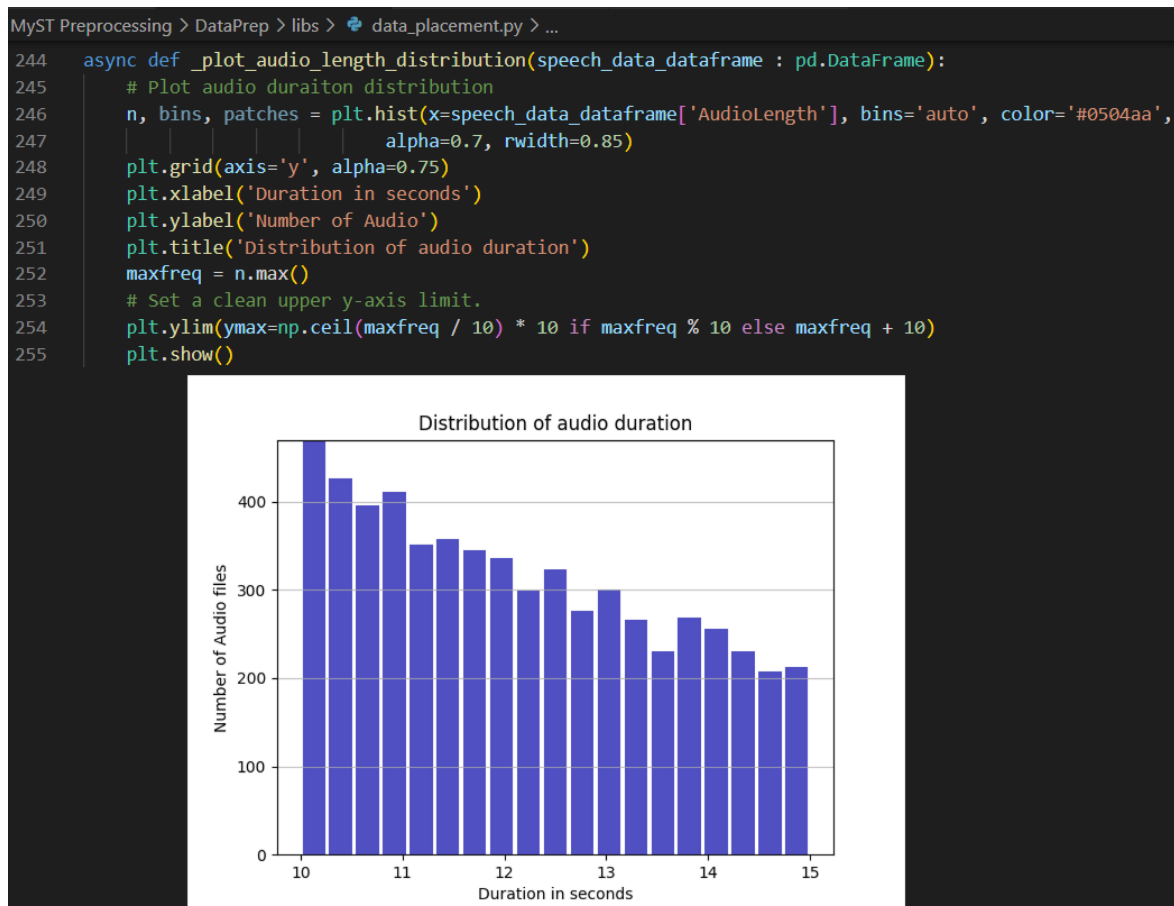 MyST Preprocessing > DataPrep > libs > data_placement.py > ...
244 async def _plot_audio_length_distribution(speech_data_dataframe : pd.DataFrame):
245 # Plot audio duraiton distribution
246 n, bins, patches = plt.hist(x=speech_data_dataframe['AudioLength'], bins='auto', color='#0504aa',
247 alpha=0.7, rwidth=0.85)
248 plt.grid(axis='y', alpha=0.75)
249 plt.xlabel('Duration in seconds')
250 plt.ylabel('Number of Audio')
251 plt.title('Distribution of audio duration')
252 maxfreq = n.max()
253 # Set a clean upper y-axis limit.
254 plt.ylim(ymax=np.ceil(maxfreq / 10) * 10 if maxfreq % 10 else maxfreq + 10)
255 plt.show()
Distribution of audio duration
Number of Audio files
400
300
200
100
0
10 11 12 13 14 15
Duration in seconds